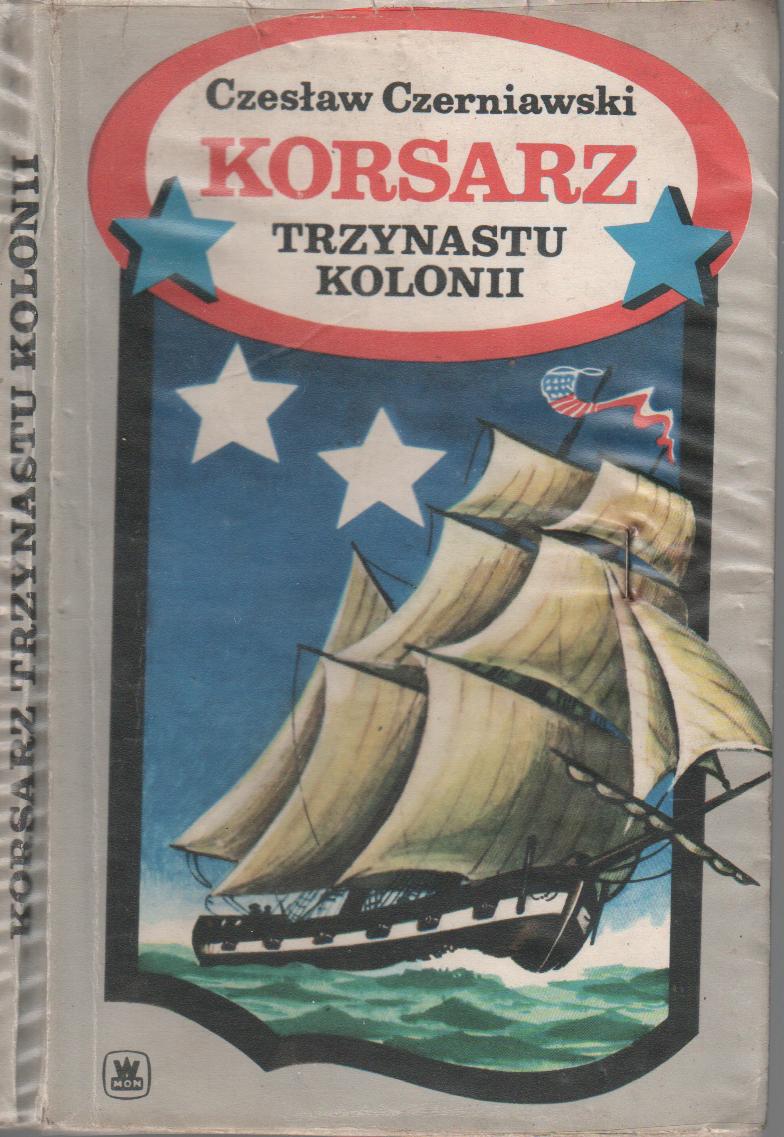 Czesław Czerniawski
KORSARZ
TRZYNASTU
KOLONII
KORSARZ TRZYNASTU KOLONII
W
MON